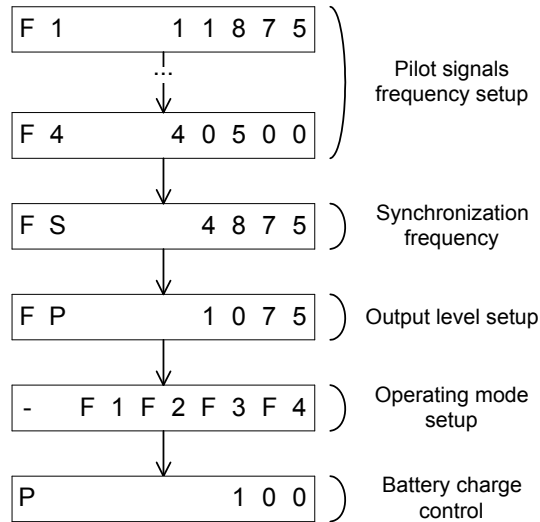 F 1 1 1 8 7 5
Pilot signals
frequency setup
...
F 4 4 0 5 0 0
F S 4 8 7 5
Synchronization
frequency
F P 1 0 7 5
Output level setup
- F 1 F 2 F 3 F 4
Operating mode
setup
P 1 0 0
Battery charge
control